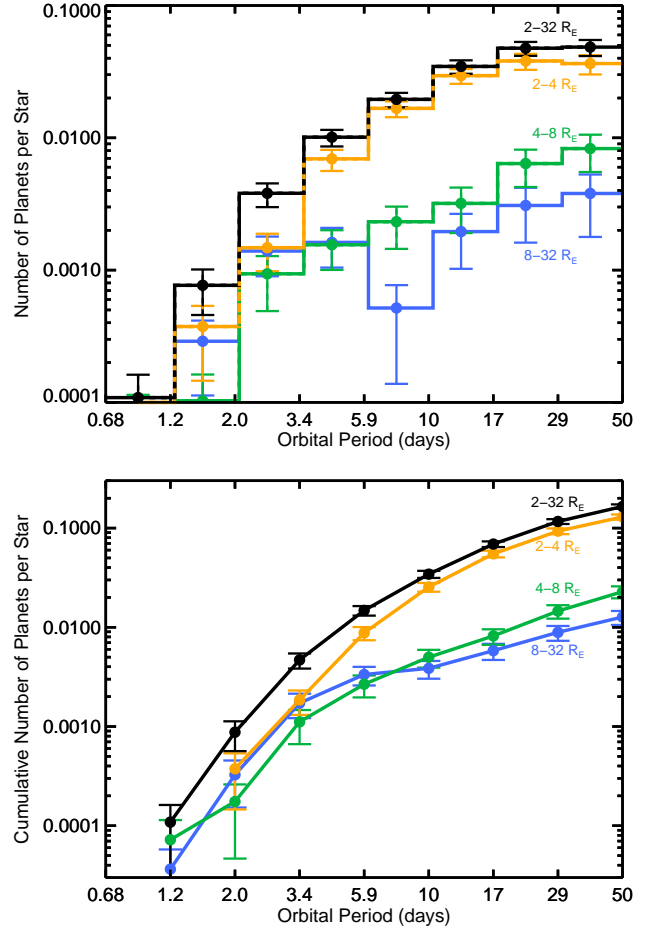 0.1000
0.0100
0.0010
0.0001
Number of Planets per Star
2−32 R_E
2−4 R_E
4−8 R_E
8−32 R_E
0.68 1.2 2.0 3.4 5.9 10 17 29 50
Orbital Period (days)
0.1000
0.0100
0.0010
0.0001
Cumulative Number of Planets per Star
2−32 R_E
2−4 R_E
4−8 R_E
8−32 R_E
0.68 1.2 2.0 3.4 5.9 10 17 29 50
Orbital Period (days)